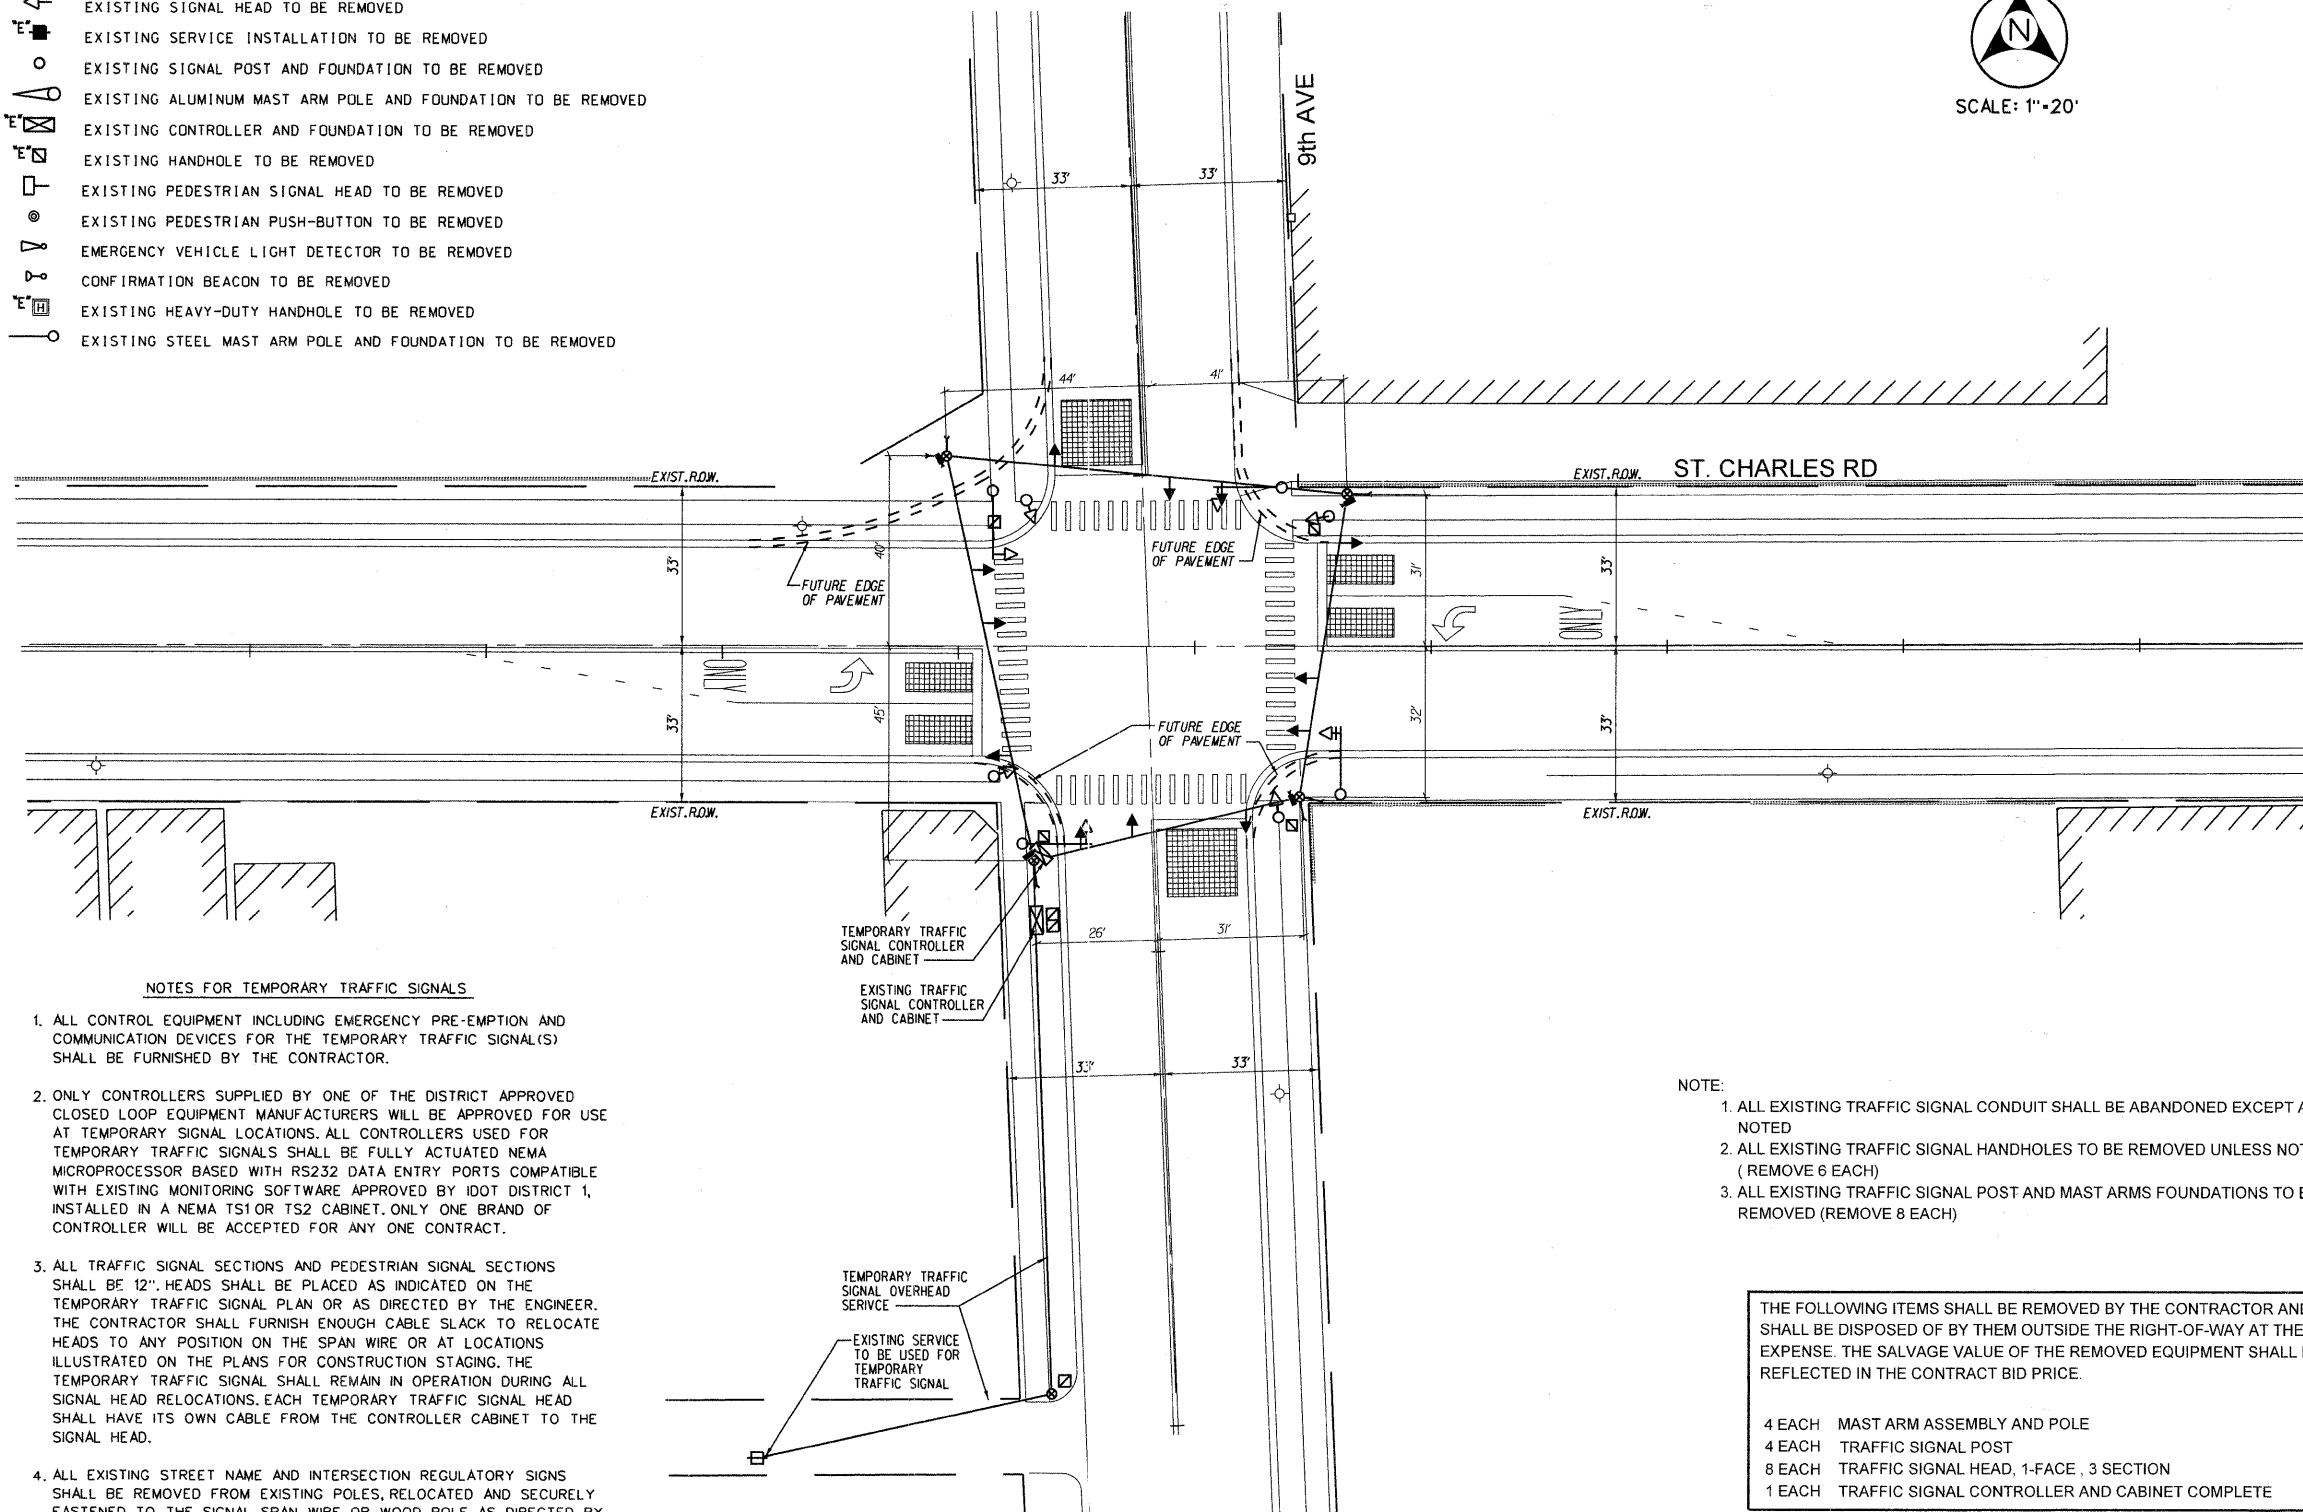 EXISTING SIGNAL HEAD TO BE REMOVED
"E" EXISTING SERVICE INSTALLATION TO BE REMOVED
EXISTING SIGNAL POST AND FOUNDATION TO BE REMOVED
EXISTING ALUMINUM MAST ARM POLE AND FOUNDATION TO BE REMOVED
"E" EXISTING CONTROLLER AND FOUNDATION TO BE REMOVED
"E" EXISTING HANDHOLE TO BE REMOVED
EXISTING PEDESTRIAN SIGNAL HEAD TO BE REMOVED
EXISTING PEDESTRIAN PUSH-BUTTON TO BE REMOVED
EMERGENCY VEHICLE LIGHT DETECTOR TO BE REMOVED
CONFIRMATION BEACON TO BE REMOVED
"E" H EXISTING HEAVY-DUTY HANDHOLE TO BE REMOVED
EXISTING STEEL MAST ARM POLE AND FOUNDATION TO BE REMOVED
N
SCALE: 1"=20'
9th AVE
33'
33'
44'
41'
EXIST.R.O.W.
EXIST.R.O.W.
ST. CHARLES RD
FUTURE EDGE
OF PAVEMENT
FUTURE EDGE
OF PAVEMENT
33'
40'
31'
33'
ONLY
ONLY
33'
45'
32'
33'
FUTURE EDGE
OF PAVEMENT
EXIST.R.O.W.
EXIST.R.O.W.
TEMPORARY TRAFFIC
SIGNAL CONTROLLER
AND CABINET
26'
31'
EXISTING TRAFFIC
SIGNAL CONTROLLER
AND CABINET
33'
33'
TEMPORARY TRAFFIC
SIGNAL OVERHEAD
SERIVCE
EXISTING SERVICE
TO BE USED FOR
TEMPORARY
TRAFFIC SIGNAL
NOTES FOR TEMPORARY TRAFFIC SIGNALS
1. ALL CONTROL EQUIPMENT INCLUDING EMERGENCY PRE-EMPTION AND
COMMUNICATION DEVICES FOR THE TEMPORARY TRAFFIC SIGNAL(S)
SHALL BE FURNISHED BY THE CONTRACTOR.
2. ONLY CONTROLLERS SUPPLIED BY ONE OF THE DISTRICT APPROVED
CLOSED LOOP EQUIPMENT MANUFACTURERS WILL BE APPROVED FOR USE
AT TEMPORARY SIGNAL LOCATIONS. ALL CONTROLLERS USED FOR
TEMPORARY TRAFFIC SIGNALS SHALL BE FULLY ACTUATED NEMA
MICROPROCESSOR BASED WITH RS232 DATA ENTRY PORTS COMPATIBLE
WITH EXISTING MONITORING SOFTWARE APPROVED BY IDOT DISTRICT 1,
INSTALLED IN A NEMA TS1 OR TS2 CABINET. ONLY ONE BRAND OF
CONTROLLER WILL BE ACCEPTED FOR ANY ONE CONTRACT.
3. ALL TRAFFIC SIGNAL SECTIONS AND PEDESTRIAN SIGNAL SECTIONS
SHALL BE 12". HEADS SHALL BE PLACED AS INDICATED ON THE
TEMPORARY TRAFFIC SIGNAL PLAN OR AS DIRECTED BY THE ENGINEER.
THE CONTRACTOR SHALL FURNISH ENOUGH CABLE SLACK TO RELOCATE
HEADS TO ANY POSITION ON THE SPAN WIRE OR AT LOCATIONS
ILLUSTRATED ON THE PLANS FOR CONSTRUCTION STAGING. THE
TEMPORARY TRAFFIC SIGNAL SHALL REMAIN IN OPERATION DURING ALL
SIGNAL HEAD RELOCATIONS. EACH TEMPORARY TRAFFIC SIGNAL HEAD
SHALL HAVE ITS OWN CABLE FROM THE CONTROLLER CABINET TO THE
SIGNAL HEAD.
4. ALL EXISTING STREET NAME AND INTERSECTION REGULATORY SIGNS
SHALL BE REMOVED FROM EXISTING POLES, RELOCATED AND SECURELY
FASTENED TO THE SIGNAL SPAN WIRE OR WOOD POLE AS DIRECTED BY
NOTE:
1. ALL EXISTING TRAFFIC SIGNAL CONDUIT SHALL BE ABANDONED EXCEPT
NOTED
2. ALL EXISTING TRAFFIC SIGNAL HANDHOLES TO BE REMOVED UNLESS
( REMOVE 6 EACH)
3. ALL EXISTING TRAFFIC SIGNAL POST AND MAST ARMS FOUNDATIONS TO
REMOVED (REMOVE 8 EACH)
THE FOLLOWING ITEMS SHALL BE REMOVED BY THE CONTRACTOR
SHALL BE DISPOSED OF BY THEM OUTSIDE THE RIGHT-OF-WAY AT THE
EXPENSE. THE SALVAGE VALUE OF THE REMOVED EQUIPMENT SHALL
REFLECTED IN THE CONTRACT BID PRICE.
4 EACH MAST ARM ASSEMBLY AND POLE
4 EACH TRAFFIC SIGNAL POST
8 EACH TRAFFIC SIGNAL HEAD, 1-FACE , 3 SECTION
1 EACH TRAFFIC SIGNAL CONTROLLER AND CABINET COMPLETE